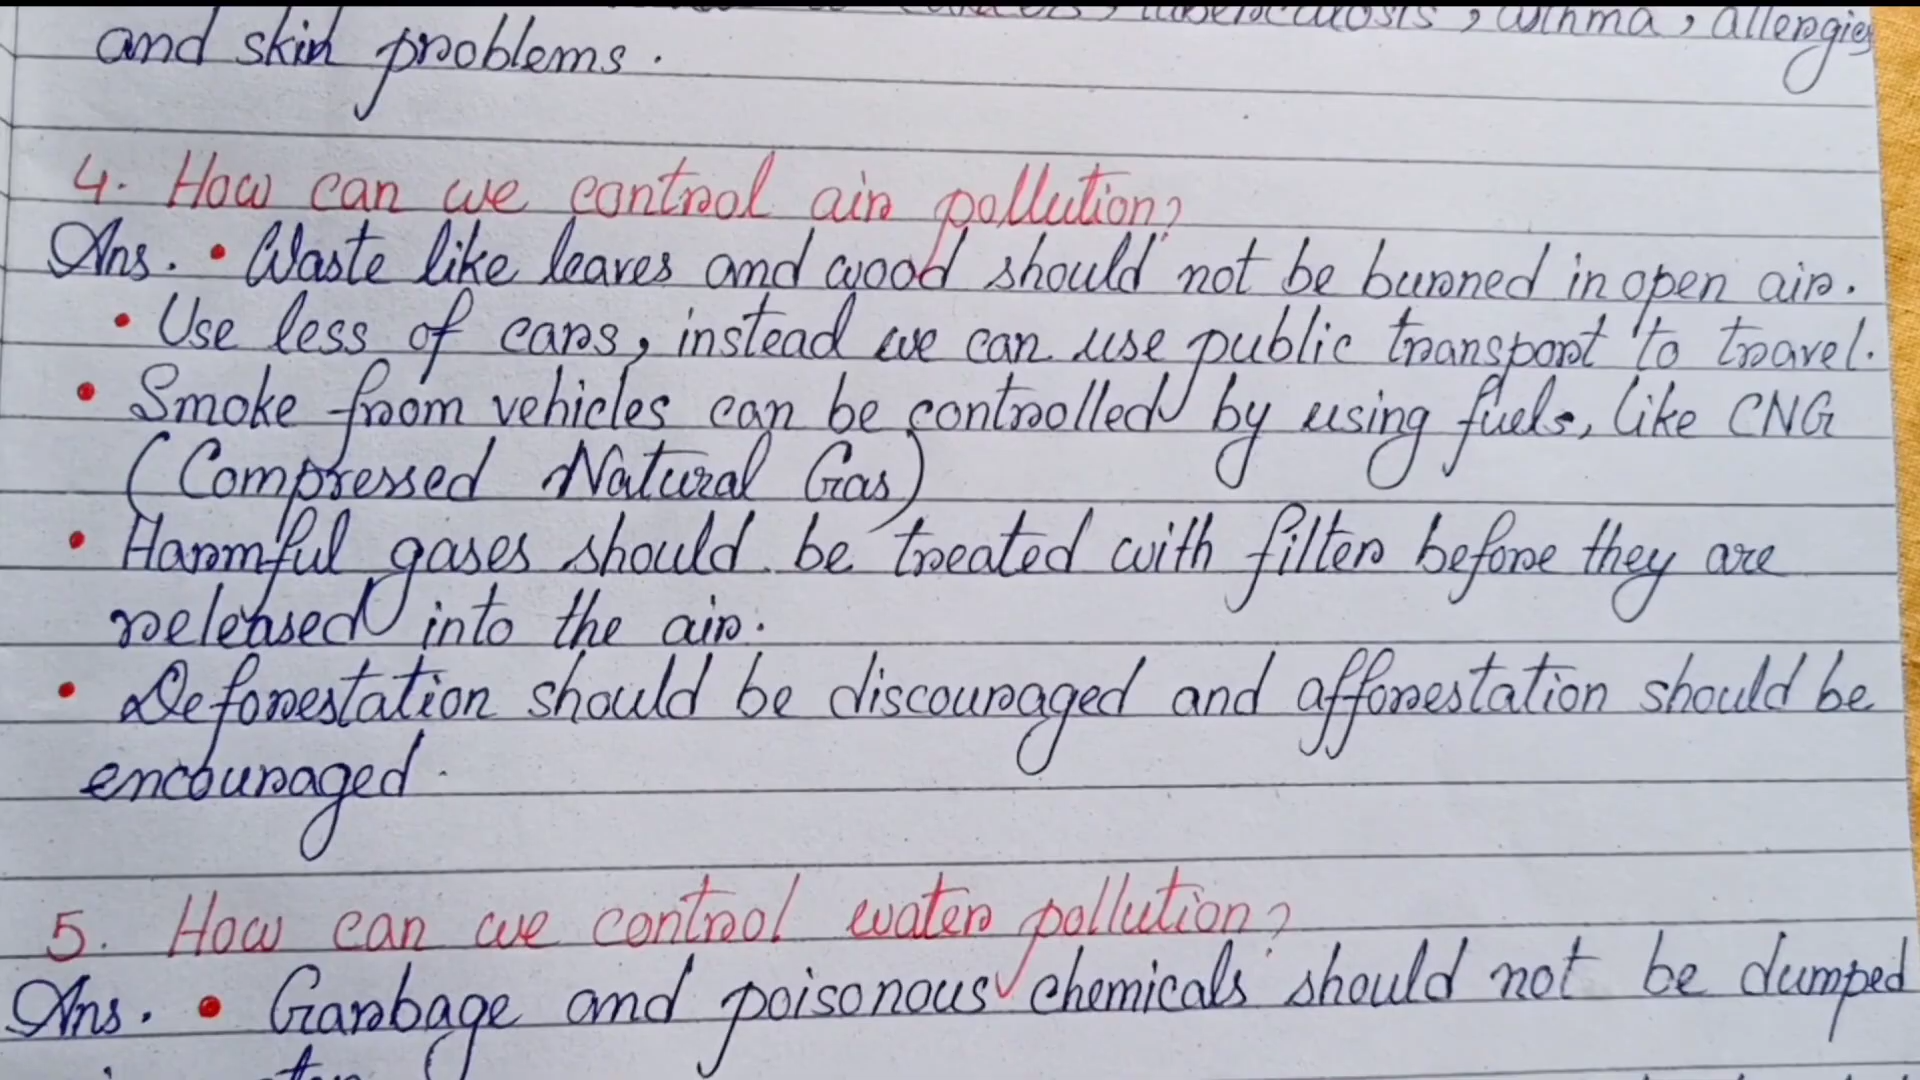 tuberculosis, asthma, allergies
and skin problems.
4. How can we control air pollution?
Ans. • Waste like leaves and wood should not be burned in open air.
• Use less of cars, instead we can use public transport to travel.
• Smoke from vehicles can be controlled by using fuels, like CNG
(Compressed Natural Gas)
• Harmful gases should be treated with filter before they are
released into the air.
• Deforestation should be discouraged and afforestation should be
encouraged.
5. How can we control water pollution?
Ans. • Garbage and poisonous chemicals should not be dumped